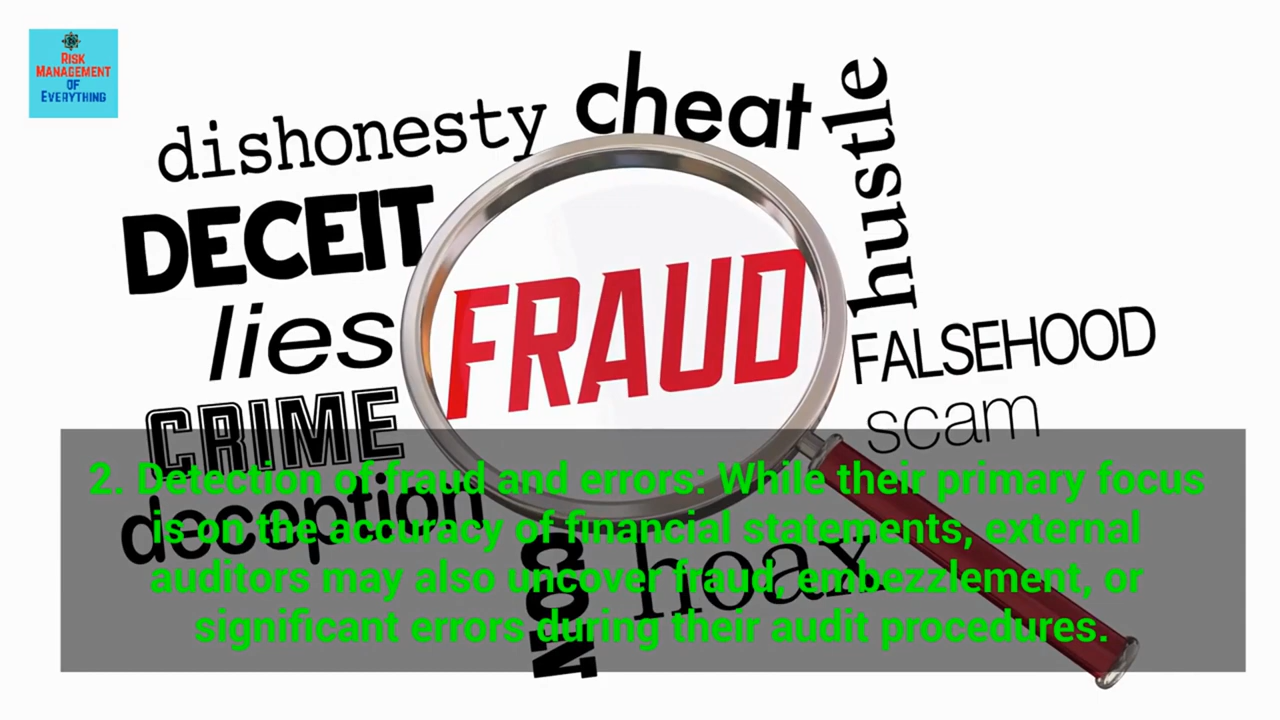 RISK
MANAGEMENT
OF
EVERYTHING
dishonesty
cheat
hustle
DECEIT
FRAUD
lies
FALSEHOOD
CRIME
scam
deception
CON
hoax
2. Detection of fraud and errors: While their primary focus
is on the accuracy of financial statements, external
auditors may also uncover fraud, embezzlement, or
significant errors during their audit procedures.